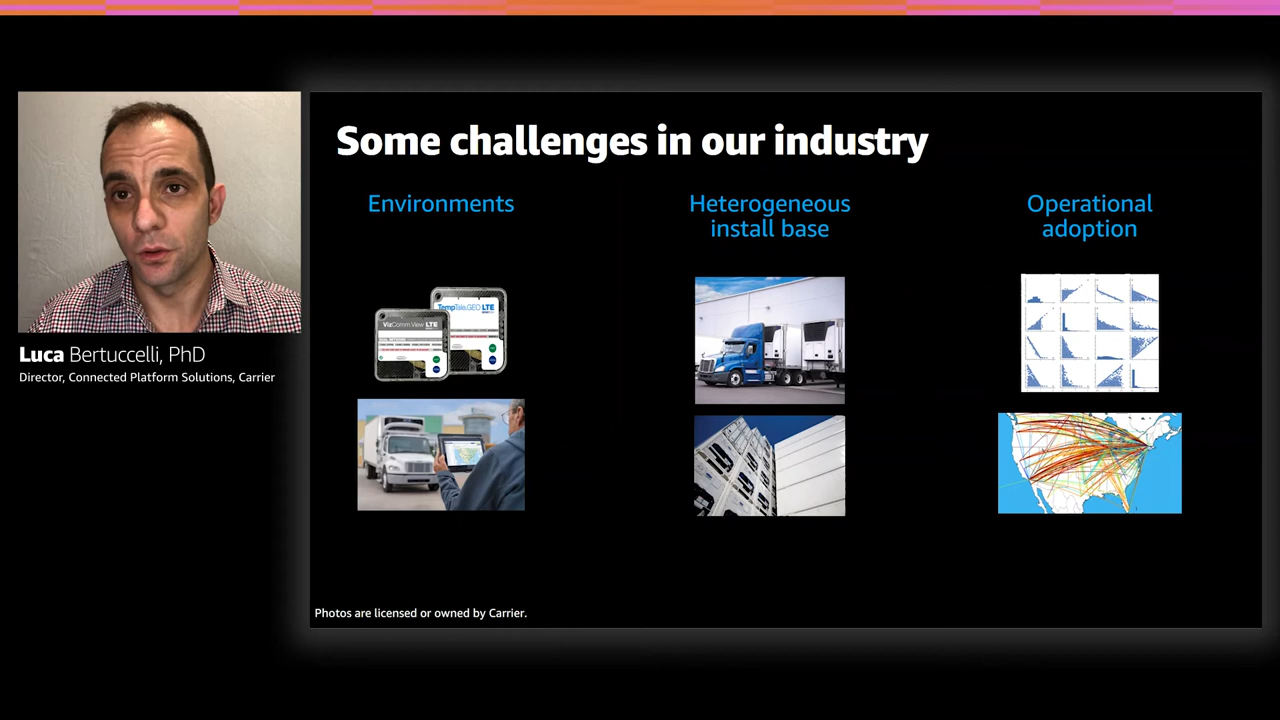 Some challenges in our industry
Environments
Heterogeneous
install base
Operational
adoption
TempTale GEO LTE
VizComm View LTE
Luca Bertuccelli, PhD
Director, Connected Platform Solutions, Carrier
Photos are licensed or owned by Carrier.